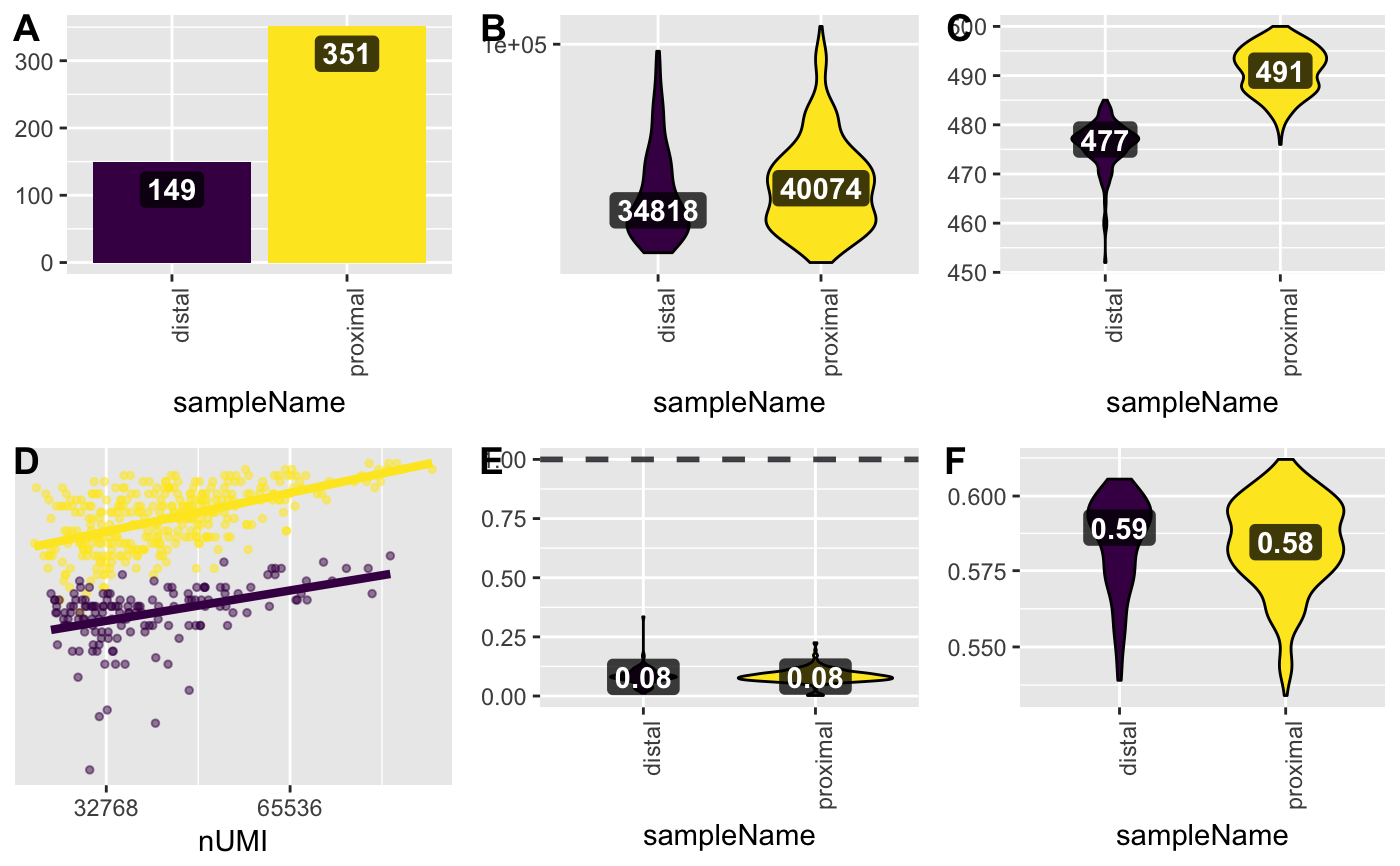 A
300
200
100
0
351
149
distal
proximal
sampleName
B
1e+05
34818
40074
distal
proximal
sampleName
C
500
490
480
470
460
450
477
491
distal
proximal
sampleName
D
32768
65536
nUMI
E
1.00
0.75
0.50
0.25
0.00
0.08
0.08
distal
proximal
sampleName
F
0.600
0.575
0.550
0.59
0.58
distal
proximal
sampleName